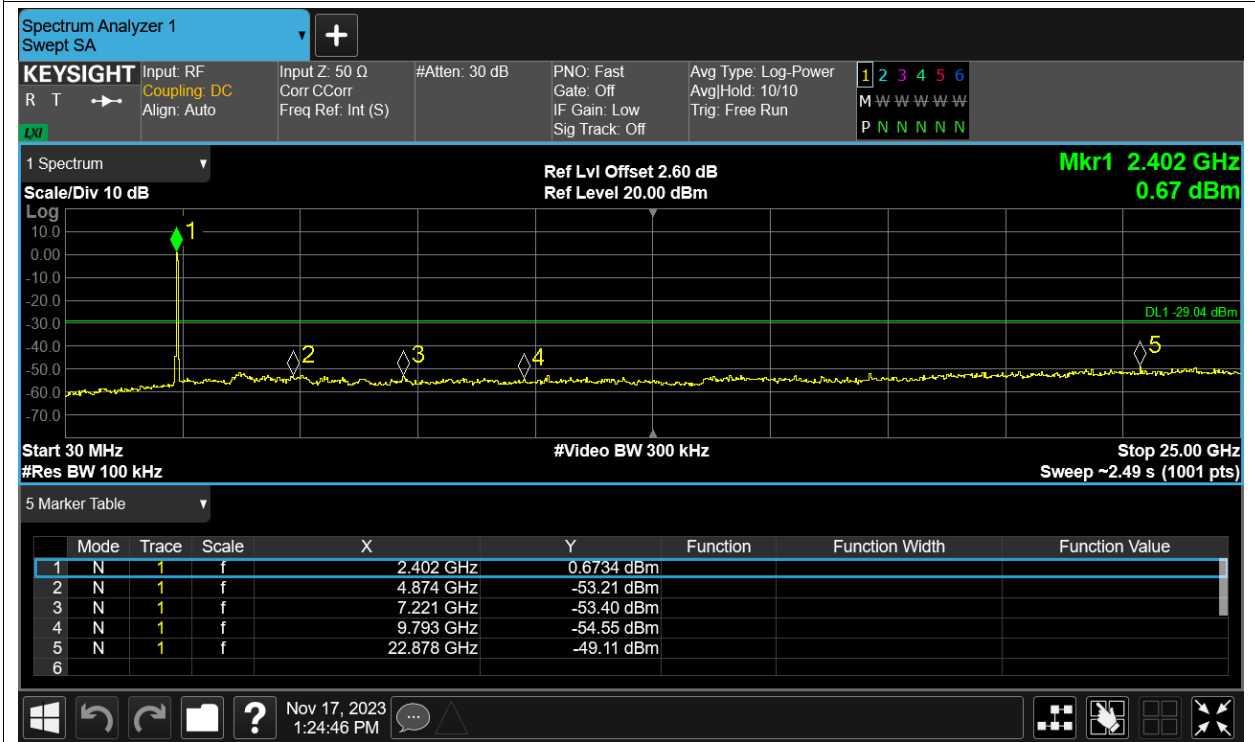 Spectrum Analyzer 1
Swept SA
+
KEYSIGHT
R T
LXI
Input: RF
Coupling: DC
Align: Auto
Input Z: 50 Ω
Corr CCorr
Freq Ref: Int (S)
#Atten: 30 dB
PNO: Fast
Gate: Off
IF Gain: Low
Sig Track: Off
Avg Type: Log-Power
Avg|Hold: 10/10
Trig: Free Run
1 2 3 4 5 6
M W W W W W
P N N N N N
1 Spectrum
Scale/Div 10 dB
Ref Lvl Offset 2.60 dB
Ref Level 20.00 dBm
Mkr1 2.402 GHz
0.67 dBm
Log
10.0
0.00
-10.0
-20.0
-30.0
-40.0
-50.0
-60.0
-70.0
1
2
3
4
5
DL1 -29.04 dBm
Start 30 MHz
#Video BW 300 kHz
Stop 25.00 GHz
#Res BW 100 kHz
Sweep ~2.49 s (1001 pts)
5 Marker Table
Mode Trace Scale X Y Function Function Width Function Value
1 N 1 f 2.402 GHz 0.6734 dBm
2 N 1 f 4.874 GHz -53.21 dBm
3 N 1 f 7.221 GHz -53.40 dBm
4 N 1 f 9.793 GHz -54.55 dBm
5 N 1 f 22.878 GHz -49.11 dBm
6
?
Nov 17, 2023
1:24:46 PM